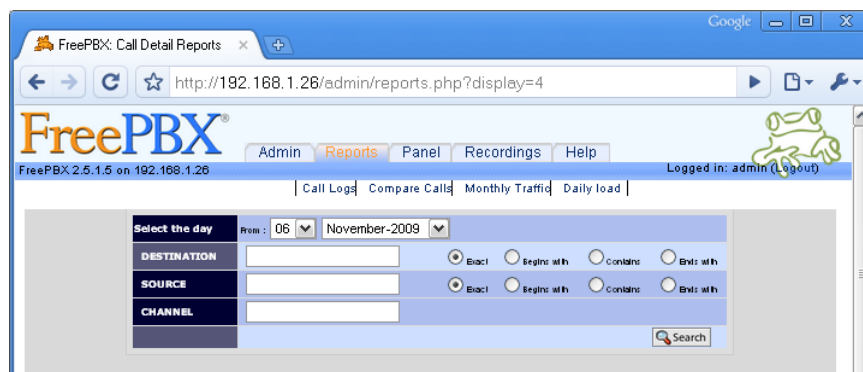 Google
FreePBX: Call Detail Reports
http://192.168.1.26/admin/reports.php?display=4
FreePBX®
Admin Reports Panel Recordings Help
FreePBX 2.5.1.5 on 192.168.1.26 Logged in: admin (Logout)
Call Logs Compare Calls Monthly Traffic Daily load
Select the day From : 06 November-2009
DESTINATION Exact Begins with Contains Ends with
SOURCE Exact Begins with Contains Ends with
CHANNEL
Search